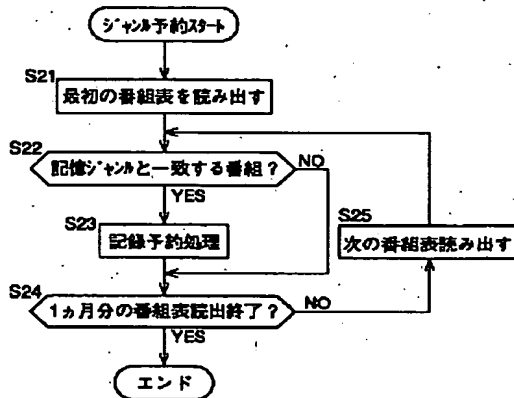 ジャンル予約スタート
S21
最初の番組表を読み出す
S22
記憶ジャンルと一致する番組？
NO
YES
S23
記録予約処理
S25
次の番組表読み出す
S24
1ヵ月分の番組表読出終了？
NO
YES
エンド